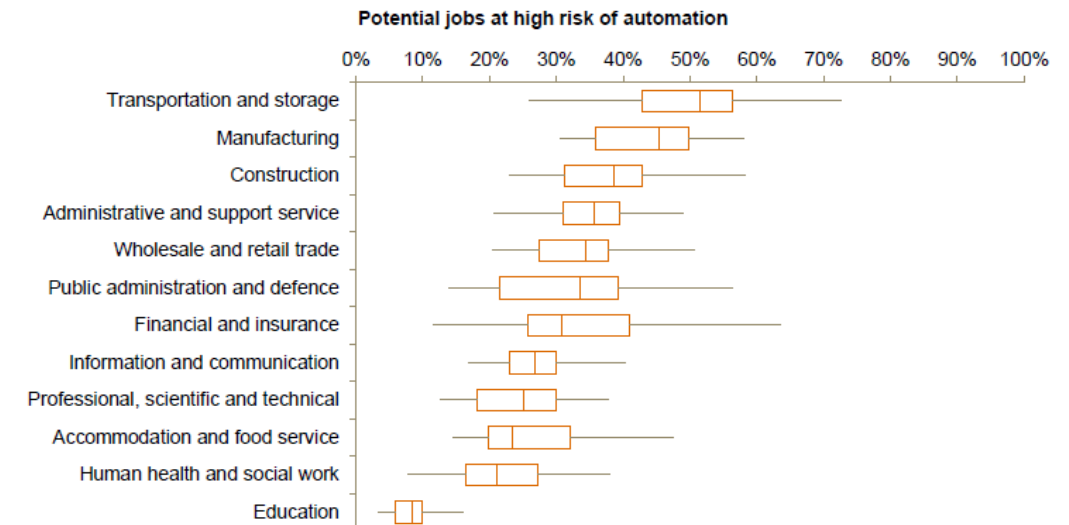 Potential jobs at high risk of automation
0% 10% 20% 30% 40% 50% 60% 70% 80% 90% 100%
Transportation and storage
Manufacturing
Construction
Administrative and support service
Wholesale and retail trade
Public administration and defence
Financial and insurance
Information and communication
Professional, scientific and technical
Accommodation and food service
Human health and social work
Education